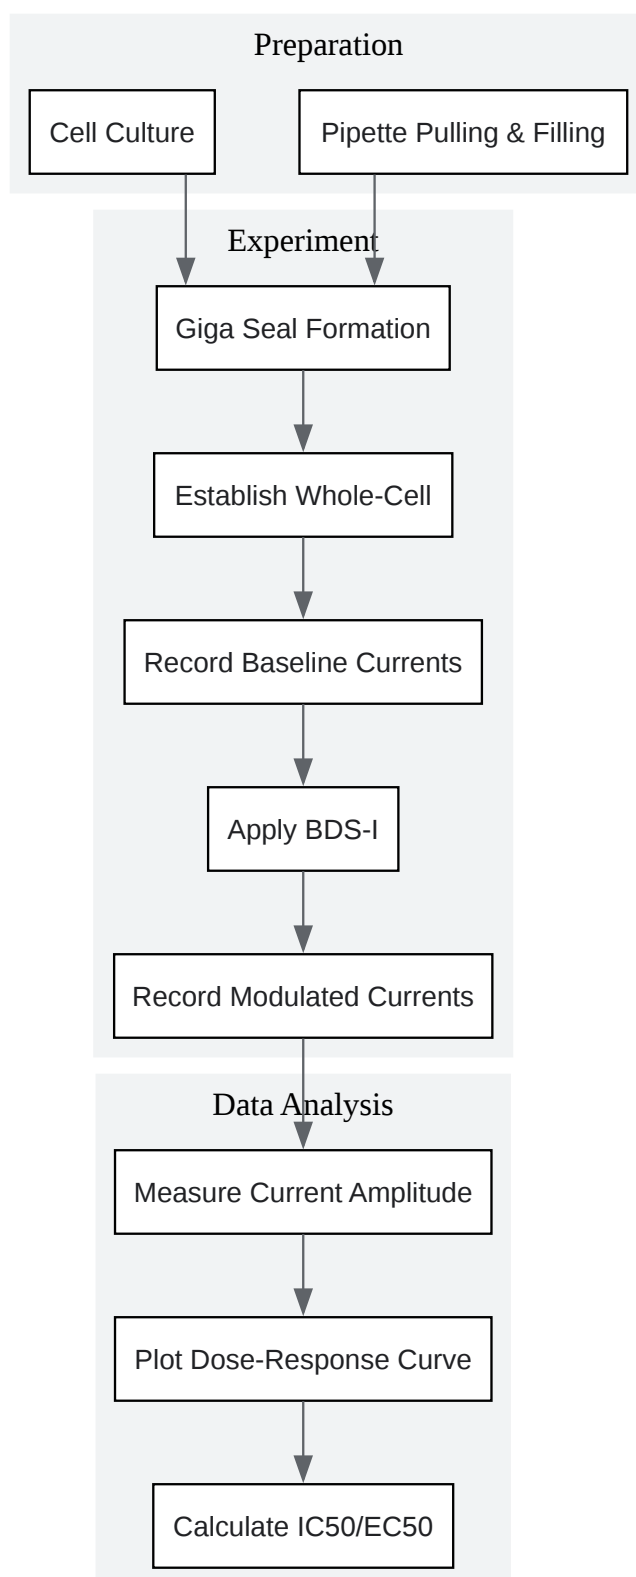 Preparation
Cell Culture
Pipette Pulling & Filling
Experiment
Giga Seal Formation
Establish Whole-Cell
Record Baseline Currents
Apply BDS-I
Record Modulated Currents
Data Analysis
Measure Current Amplitude
Plot Dose-Response Curve
Calculate IC50/EC50